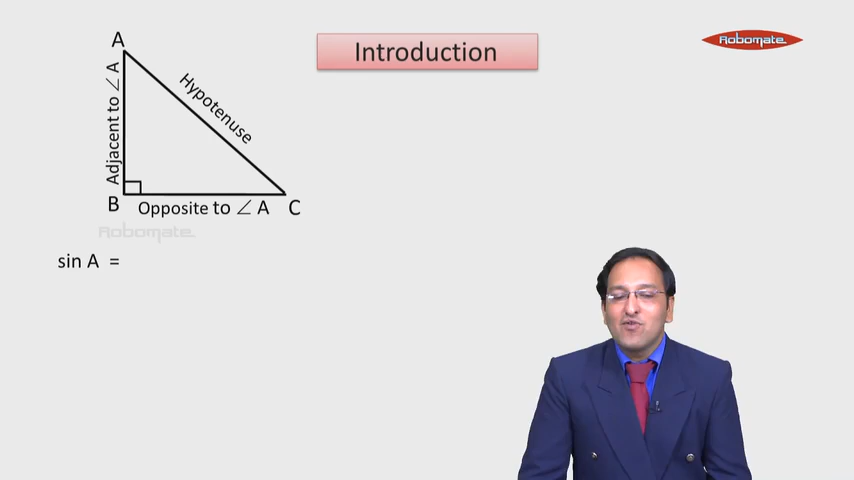 Introduction
Robomate
A
Adjacent to ∠ A
Hypotenuse
B
Opposite to ∠ A
C
Robomate
sin A =